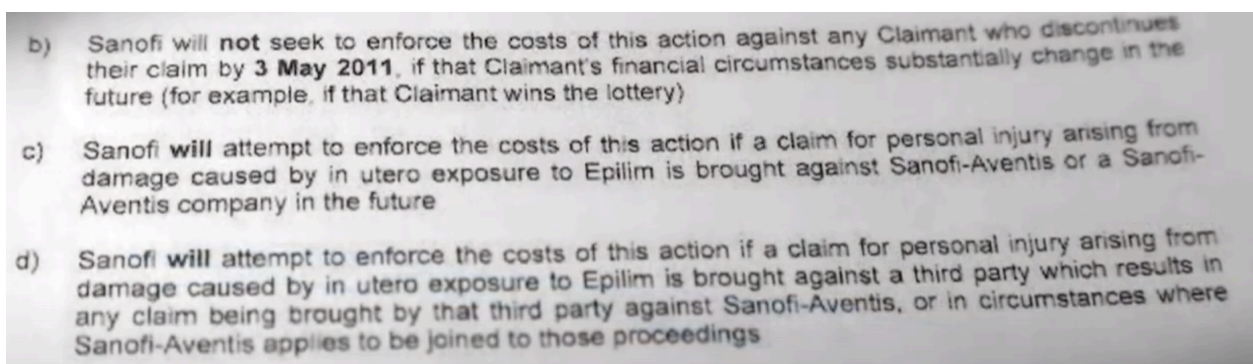 b) Sanofi will not seek to enforce the costs of this action against any Claimant who discontinues
their claim by 3 May 2011, if that Claimant's financial circumstances substantially change in the
future (for example, if that Claimant wins the lottery)
c) Sanofi will attempt to enforce the costs of this action if a claim for personal injury arising from
damage caused by in utero exposure to Epilim is brought against Sanofi-Aventis or a Sanofi-
Aventis company in the future
d) Sanofi will attempt to enforce the costs of this action if a claim for personal injury arising from
damage caused by in utero exposure to Epilim is brought against a third party which results in
any claim being brought by that third party against Sanofi-Aventis, or in circumstances where
Sanofi-Aventis applies to be joined to those proceedings